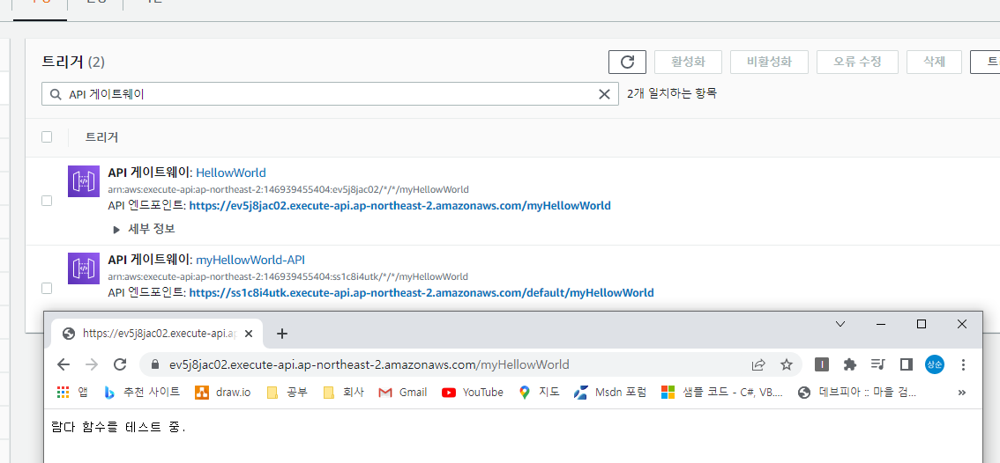 트리거 (2)
활성화
비활성화
오류 수정
삭제
API 게이트웨이
2개 일치하는 항목
트리거
API 게이트웨이: HellowWorld
arn:aws:execute-api:ap-northeast-2:146939455404:ev5j8jac02/*/*/myHellowWorld
API 엔드포인트: https://ev5j8jac02.execute-api.ap-northeast-2.amazonaws.com/myHellowWorld
세부 정보
API 게이트웨이: myHellowWorld-API
arn:aws:execute-api:ap-northeast-2:146939455404:ss1c8i4utk/*/*/myHellowWorld
API 엔드포인트: https://ss1c8i4utk.execute-api.ap-northeast-2.amazonaws.com/default/myHellowWorld
https://ev5j8jac02.execute-api.ap
ev5j8jac02.execute-api.ap-northeast-2.amazonaws.com/myHellowWorld
상순
앱
추천 사이트
draw.io
공부
회사
Gmail
YouTube
지도
Msdn 포럼
샘플 코드 - C#, VB....
데브피아 :: 마을 검...
람다 함수를 테스트 중.